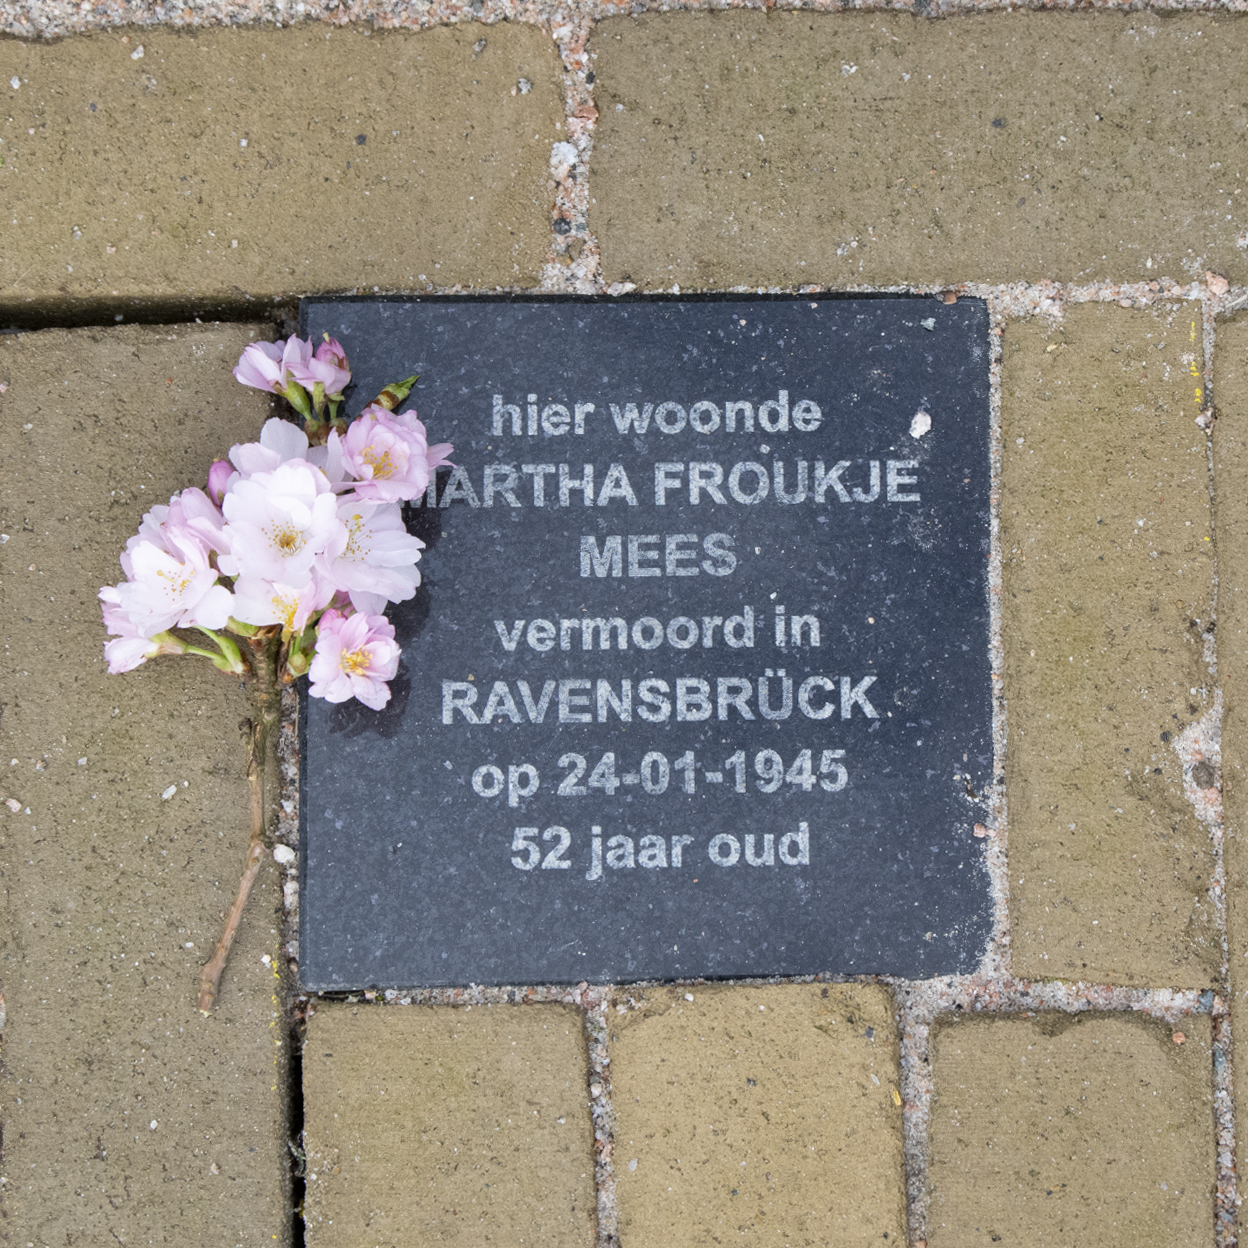 hier woonde
MARTHA FROUKJE
MEES
vermoord in
RAVENSBRÜCK
op 24-01-1945
52 jaar oud